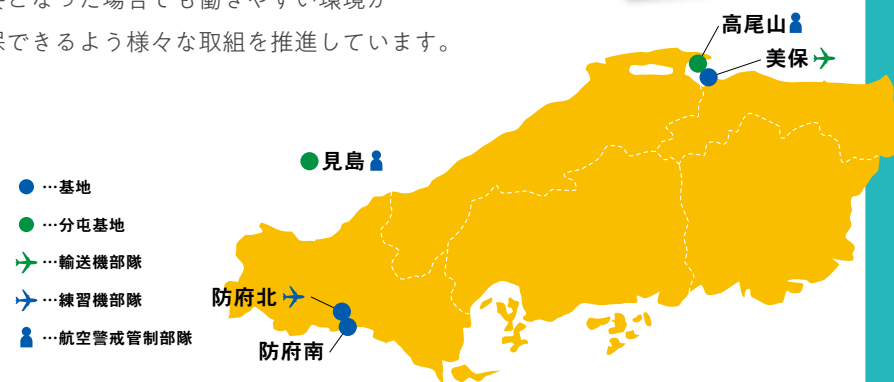 となった場合でも働きやすい環境が
保できるよう様々な取組を推進しています。
高尾山
美保
見島
…基地
…分屯基地
…輸送機部隊
…練習機部隊
…航空警戒管制部隊
防府北
防府南